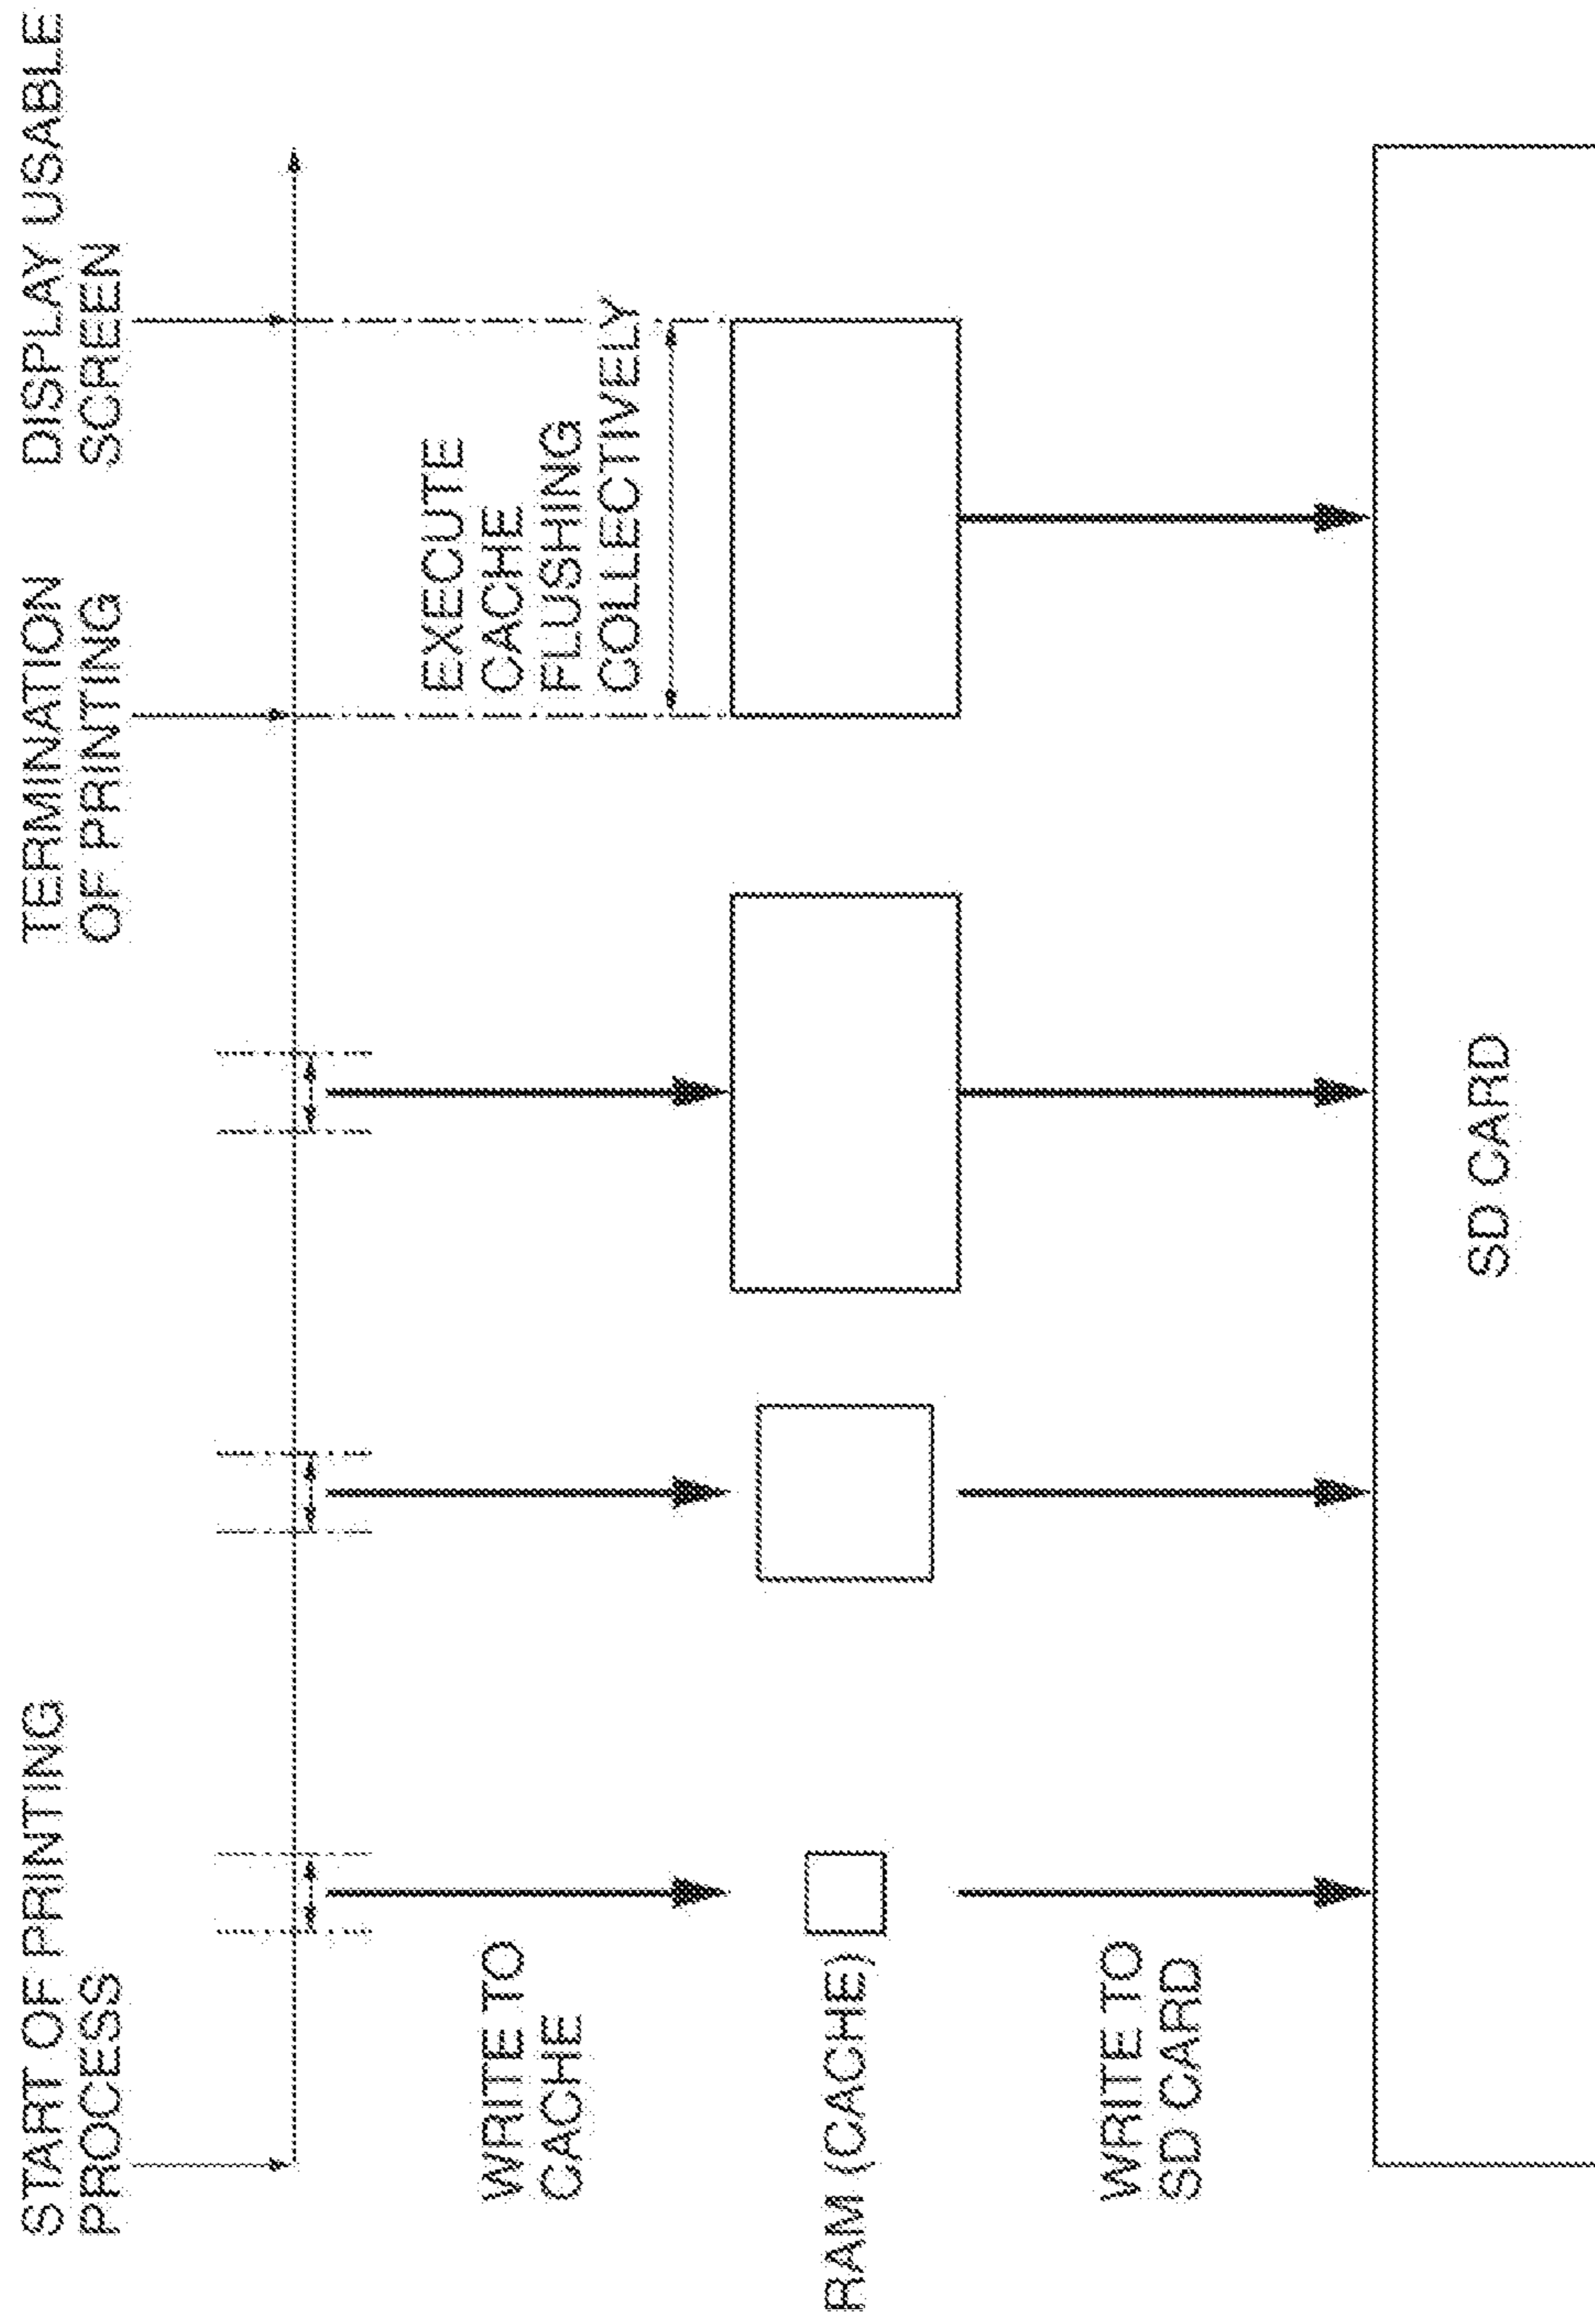 START OF PRINTING
PROCESS
TERMINATION
OF PRINTING
DISPLAY USABLE
SCREEN
WRITE TO
CACHE
EXECUTE
CACHE
FLUSHING
COLLECTIVELY
RAM (CACHE)
WRITE TO
SD CARD
SD CARD